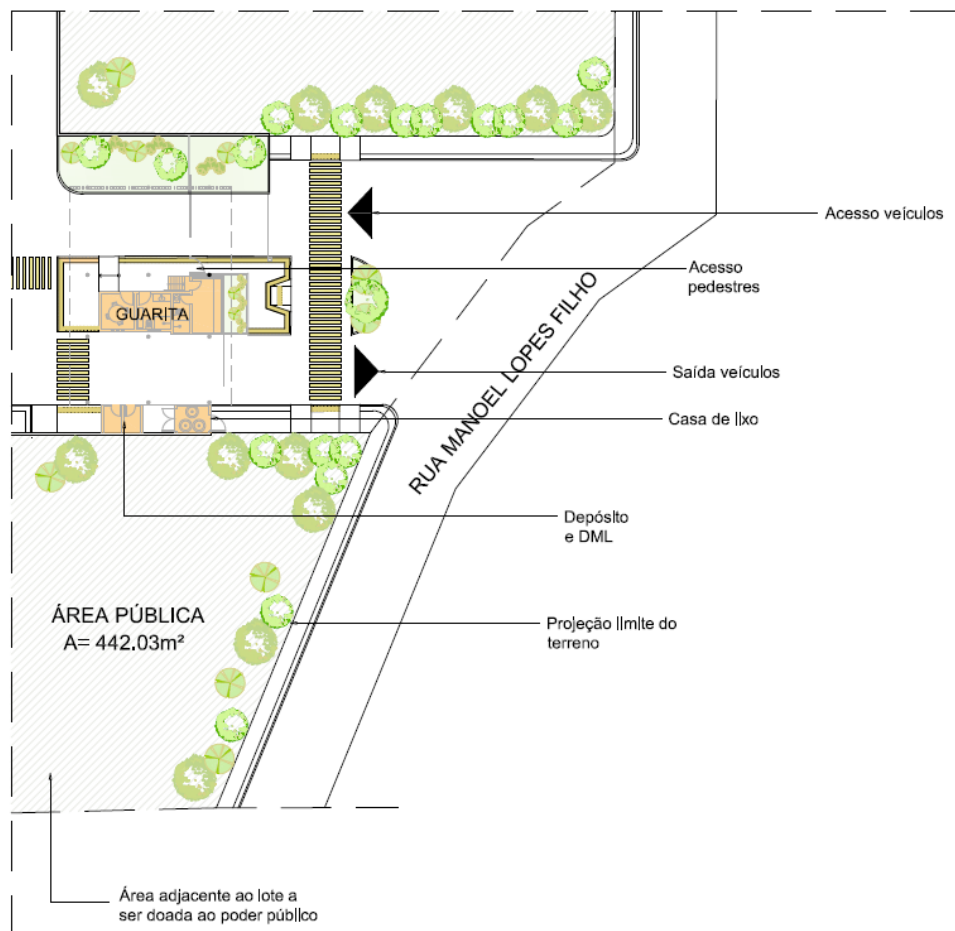 Acesso veículos
Acesso
pedestres
GUARITA
RUA MANOEL LOPES FILHO
Saída veículos
Casa de lixo
Depósito
e DML
ÁREA PÚBLICA
A= 442.03m²
Projeção limite do
terreno
Área adjacente ao lote a
ser doada ao poder público